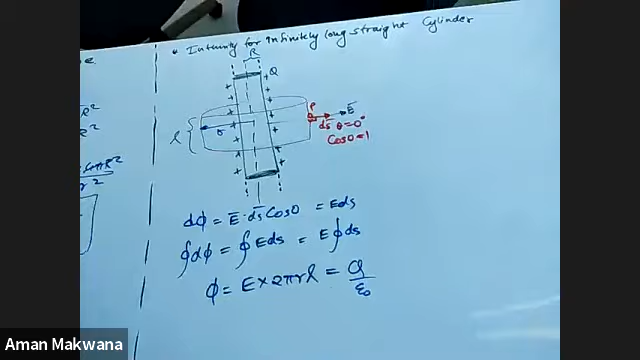 * Intensity for infinitely long straight Cylinder
R
Q
P
E̅
ds̅ θ=0°
Cosθ=1
l
r
dφ = E̅·ds̅ Cosθ = Eds
∮dφ = ∮Eds = E∮ds
φ = E×2πrl = Q/ε₀
Aman Makwana